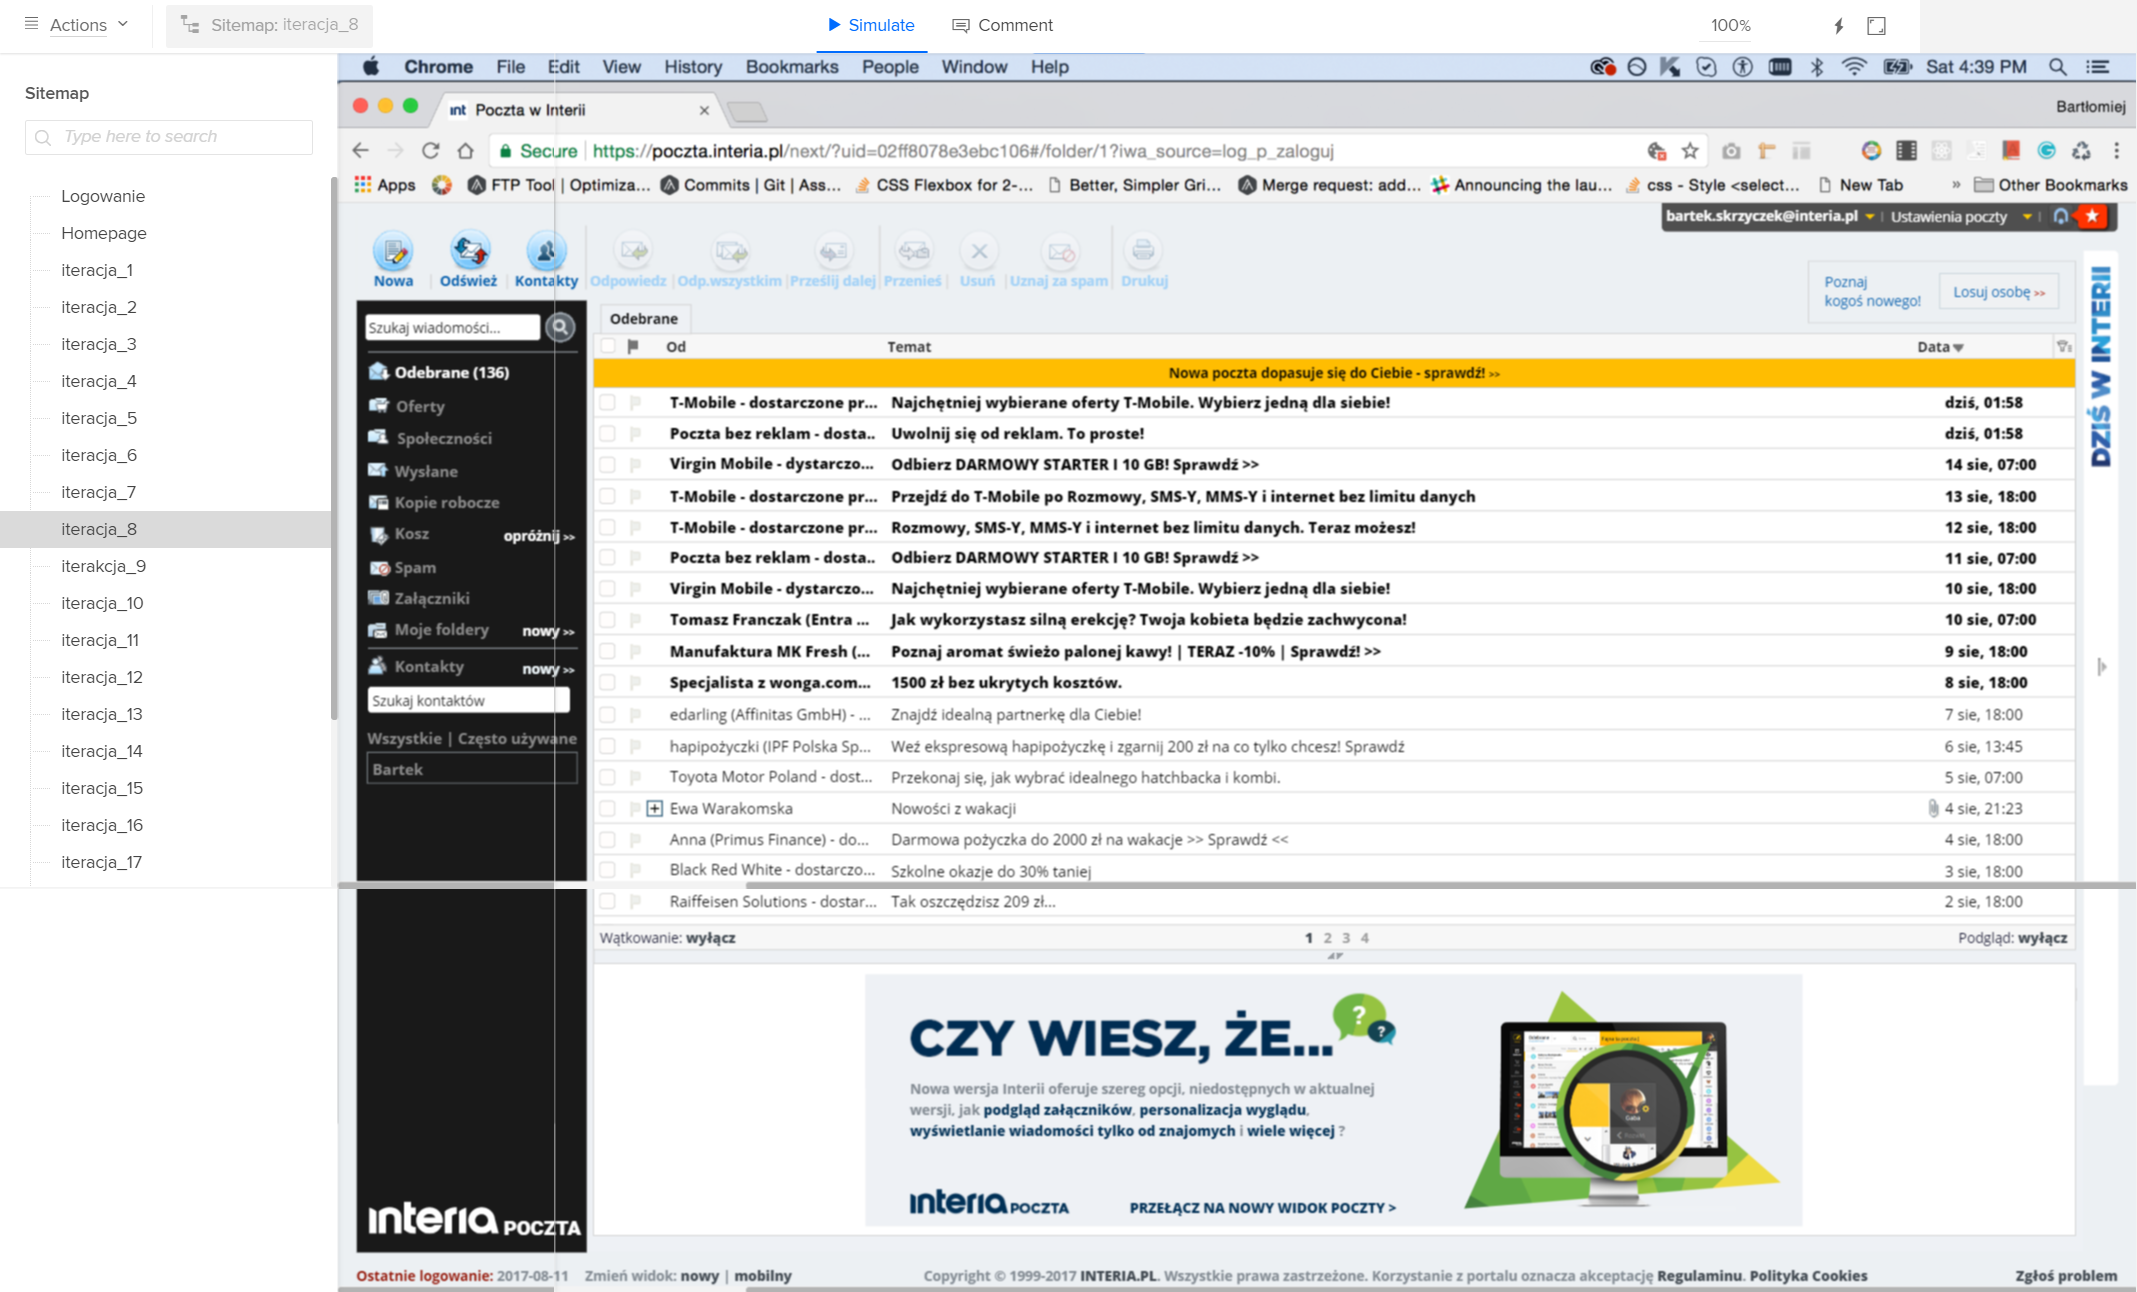 Actions
Sitemap: iteracja_8
Simulate
Comment
100%
Sitemap
Type here to search
Logowanie
Homepage
iteracja_1
iteracja_2
iteracja_3
iteracja_4
iteracja_5
iteracja_6
iteracja_7
iteracja_8
iterakcja_9
iteracja_10
iteracja_11
iteracja_12
iteracja_13
iteracja_14
iteracja_15
iteracja_16
iteracja_17
Chrome File Edit View History Bookmarks People Window Help
Sat 4:39 PM
int Poczta w Interii
Bartłomiej
Secure https://poczta.interia.pl/next/?uid=02ff8078e3ebc106#/folder/1?iwa_source=log_p_zaloguj
Apps FTP Tool | Optimiza... Commits | Git | Ass... CSS Flexbox for 2-... Better, Simpler Gri... Merge request: add... Announcing the lau... css - Style <select... New Tab » Other Bookmarks
bartek.skrzyczek@interia.pl | Ustawienia poczty
Nowa | Odśwież | Kontakty Odpowiedz | Odp.wszystkim | Prześlij dalej Przenieś | Usuń | Uznaj za spam Drukuj
Poznaj
kogoś nowego!
Losuj osobę >>
DZIŚ W INTERII
Szukaj wiadomości...
Odebrane (136)
Oferty
Społeczności
Wysłane
Kopie robocze
Kosz opróżnij >>
Spam
Załączniki
Moje foldery nowy >>
Kontakty nowy >>
Szukaj kontaktów
Wszystkie | Często używane
Bartek
Odebrane
Od Temat Data
Nowa poczta dopasuje się do Ciebie - sprawdź! >>
T-Mobile - dostarczone pr... Najchętniej wybierane oferty T-Mobile. Wybierz jedną dla siebie! dziś, 01:58
Poczta bez reklam - dosta.. Uwolnij się od reklam. To proste! dziś, 01:58
Virgin Mobile - dystarczo... Odbierz DARMOWY STARTER I 10 GB! Sprawdź >> 14 sie, 07:00
T-Mobile - dostarczone pr... Przejdź do T-Mobile po Rozmowy, SMS-Y, MMS-Y i internet bez limitu danych 13 sie, 18:00
T-Mobile - dostarczone pr... Rozmowy, SMS-Y, MMS-Y i internet bez limitu danych. Teraz możesz! 12 sie, 18:00
Poczta bez reklam - dosta.. Odbierz DARMOWY STARTER I 10 GB! Sprawdź >> 11 sie, 07:00
Virgin Mobile - dystarczo... Najchętniej wybierane oferty T-Mobile. Wybierz jedną dla siebie! 10 sie, 18:00
Tomasz Franczak (Entra ... Jak wykorzystasz silną erekcję? Twoja kobieta będzie zachwycona! 10 sie, 07:00
Manufaktura MK Fresh (... Poznaj aromat świeżo palonej kawy! | TERAZ -10% | Sprawdź! >> 9 sie, 18:00
Specjalista z wonga.com... 1500 zł bez ukrytych kosztów. 8 sie, 18:00
edarling (Affinitas GmbH) - ... Znajdź idealną partnerkę dla Ciebie! 7 sie, 18:00
hapipożyczki (IPF Polska Sp... Weź ekspresową hapipożyczkę i zgarnij 200 zł na co tylko chcesz! Sprawdź 6 sie, 13:45
Toyota Motor Poland - dost... Przekonaj się, jak wybrać idealnego hatchbacka i kombi. 5 sie, 07:00
Ewa Warakomska Nowości z wakacji 4 sie, 21:23
Anna (Primus Finance) - do... Darmowa pożyczka do 2000 zł na wakacje >> Sprawdź << 4 sie, 18:00
Black Red White - dostarczo... Szkolne okazje do 30% taniej 3 sie, 18:00
Raiffeisen Solutions - dostar... Tak oszczędzisz 209 zł... 2 sie, 18:00
Wątkowanie: wyłącz 1 2 3 4 Podgląd: wyłącz
CZY WIESZ, ŻE...
Nowa wersja Interii oferuje szereg opcji, niedostępnych w aktualnej
wersji, jak podgląd załączników, personalizacja wyglądu,
wyświetlanie wiadomości tylko od znajomych i wiele więcej ?
interia POCZTA PRZEŁĄCZ NA NOWY WIDOK POCZTY >
interia POCZTA
Ostatnie logowanie: 2017-08-11 Zmień widok: nowy | mobilny
Copyright © 1999-2017 INTERIA.PL. Wszystkie prawa zastrzeżone. Korzystanie z portalu oznacza akceptację Regulaminu. Polityka Cookies
Zgłoś problem